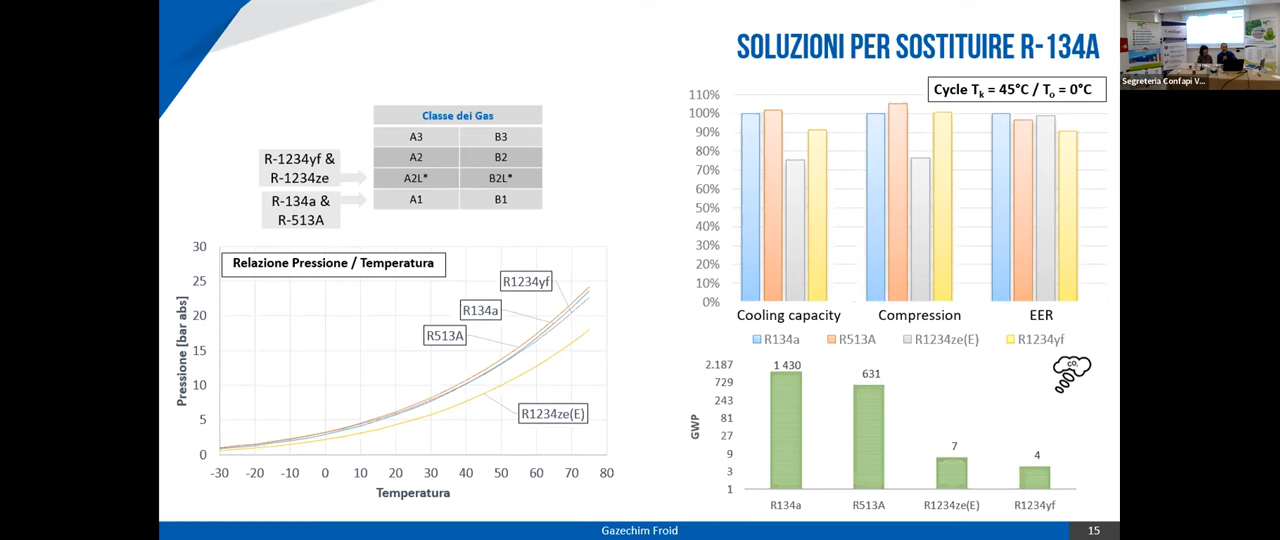 SOLUZIONI PER SOSTITUIRE R-134A
Classe dei Gas
A3 B3
A2 B2
A2L* B2L*
A1 B1
R-1234yf &
R-1234ze
R-134a &
R-513A
Relazione Pressione / Temperatura
Pressione [bar abs]
30
25
20
15
10
5
0
R1234yf
R134a
R513A
R1234ze(E)
-30 -20 -10 0 10 20 30 40 50 60 70 80
Temperatura
Cycle Tk = 45°C / To = 0°C
110%
100%
90%
80%
70%
60%
50%
40%
30%
20%
10%
0%
Cooling capacity Compression EER
R134a R513A R1234ze(E) R1234yf
CO2
GWP
2.187
729
243
81
27
9
3
1
1 430
631
7
4
R134a R513A R1234ze(E) R1234yf
Gazechim Froid
15
Segreteria Confapi V...